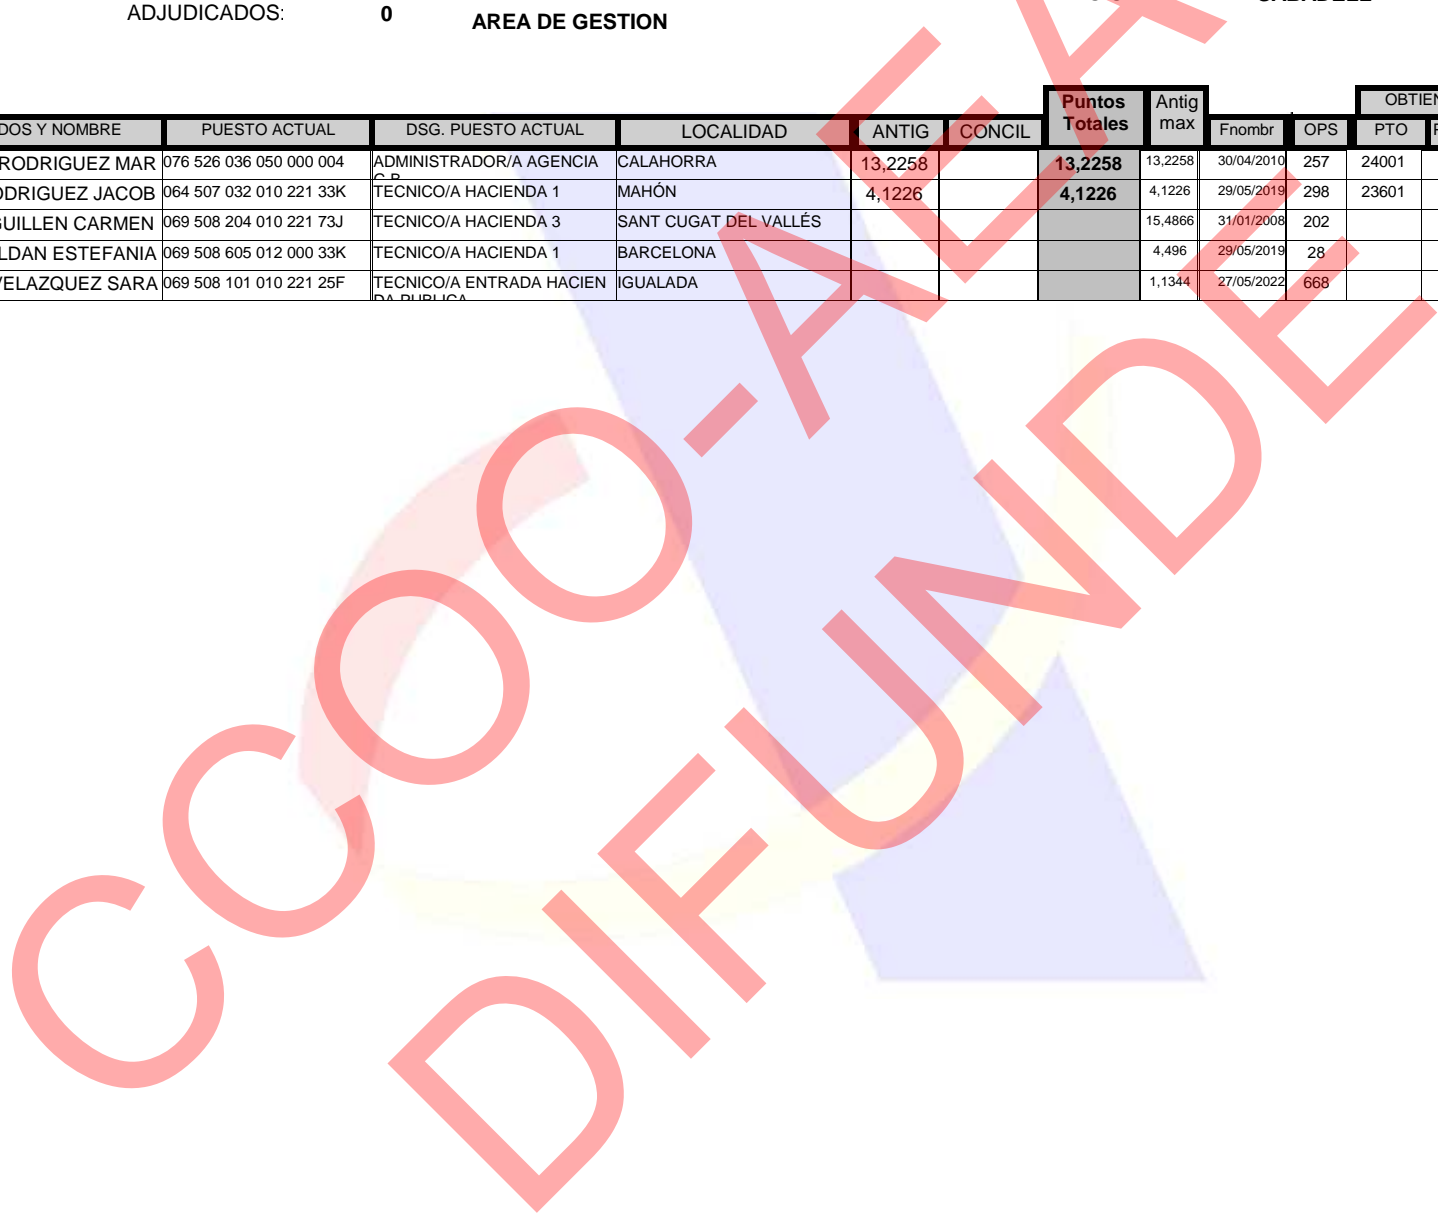 ADJUDICADOS: 0 AREA DE GESTION
Puntos Totales Antig max OBTIEN
DOS Y NOMBRE PUESTO ACTUAL DSG. PUESTO ACTUAL LOCALIDAD ANTIG CONCIL Fnombr OPS PTO
RODRIGUEZ MAR 076 526 036 050 000 004 ADMINISTRADOR/A AGENCIA CALAHORRA 13,2258 13,2258 13,2258 30/04/2010 257 24001
ODRIGUEZ JACOB 064 507 032 010 221 33K TECNICO/A HACIENDA 1 MAHÓN 4,1226 4,1226 4,1226 29/05/2019 298 23601
GUILLEN CARMEN 069 508 204 010 221 73J TECNICO/A HACIENDA 3 SANT CUGAT DEL VALLÉS 15,4866 31/01/2008 202
LDAN ESTEFANIA 069 508 605 012 000 33K TECNICO/A HACIENDA 1 BARCELONA 4,496 29/05/2019 28
VELAZQUEZ SARA 069 508 101 010 221 25F TECNICO/A ENTRADA HACIEN DA PUBLICA IGUALADA 1,1344 27/05/2022 668
CCOO-AEA
DIFUNDE